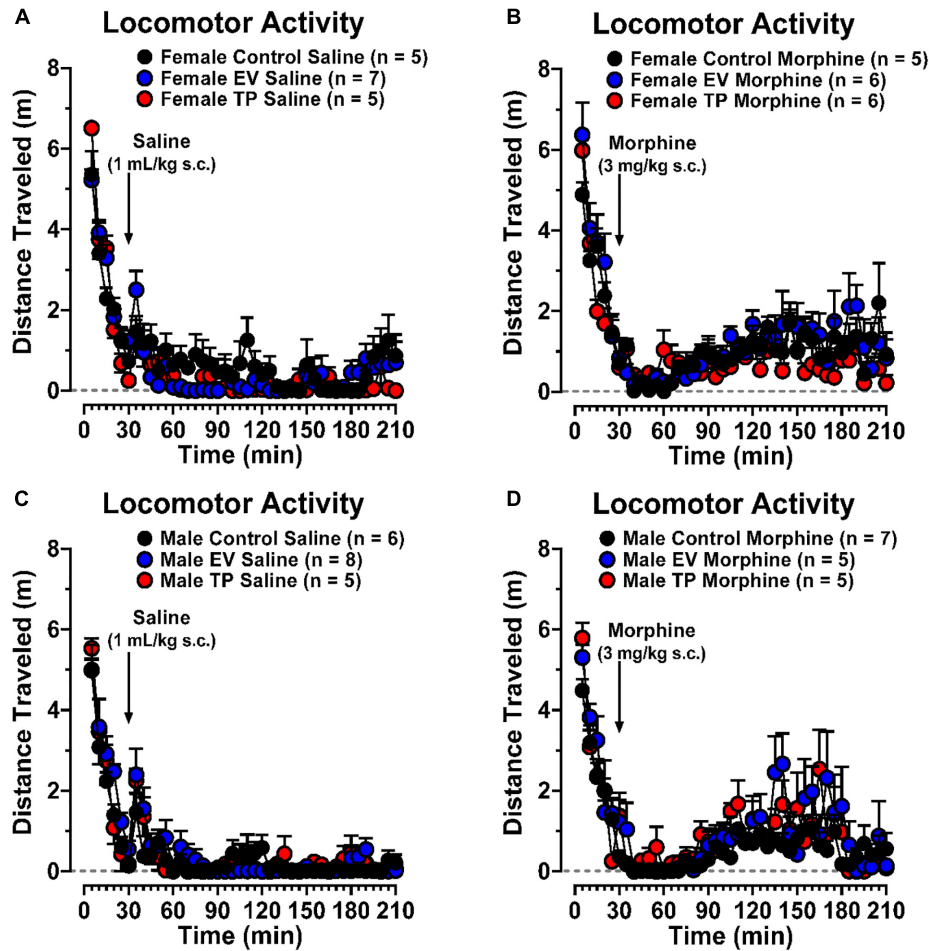 A
Locomotor Activity
Female Control Saline (n = 5)
Female EV Saline (n = 7)
Female TP Saline (n = 5)
Saline
(1 mL/kg s.c.)
Distance Traveled (m)
8
6
4
2
0
0 30 60 90 120 150 180 210
Time (min)
B
Locomotor Activity
Female Control Morphine (n = 5)
Female EV Morphine (n = 6)
Female TP Morphine (n = 6)
Morphine
(3 mg/kg s.c.)
Distance Traveled (m)
8
6
4
2
0
0 30 60 90 120 150 180 210
Time (min)
C
Locomotor Activity
Male Control Saline (n = 6)
Male EV Saline (n = 8)
Male TP Saline (n = 5)
Saline
(1 mL/kg s.c.)
Distance Traveled (m)
8
6
4
2
0
0 30 60 90 120 150 180 210
Time (min)
D
Locomotor Activity
Male Control Morphine (n = 7)
Male EV Morphine (n = 5)
Male TP Morphine (n = 5)
Morphine
(3 mg/kg s.c.)
Distance Traveled (m)
8
6
4
2
0
0 30 60 90 120 150 180 210
Time (min)